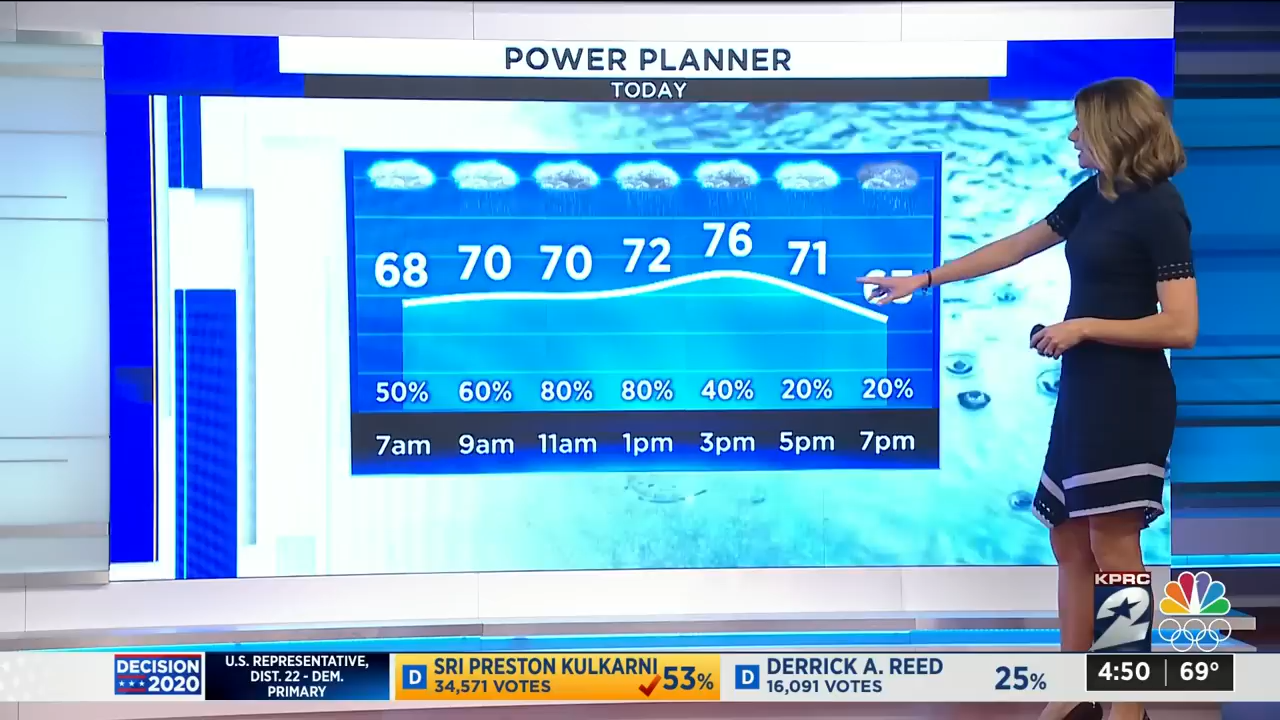 POWER PLANNER
TODAY
68 70 70 72 76 71
50% 60% 80% 80% 40% 20% 20%
7am 9am 11am 1pm 3pm 5pm 7pm
KPRC
2
DECISION
2020
U.S. REPRESENTATIVE,
DIST. 22 - DEM.
PRIMARY
D SRI PRESTON KULKARNI 53%
34,571 VOTES
D DERRICK A. REED 25%
16,091 VOTES
4:50 69°